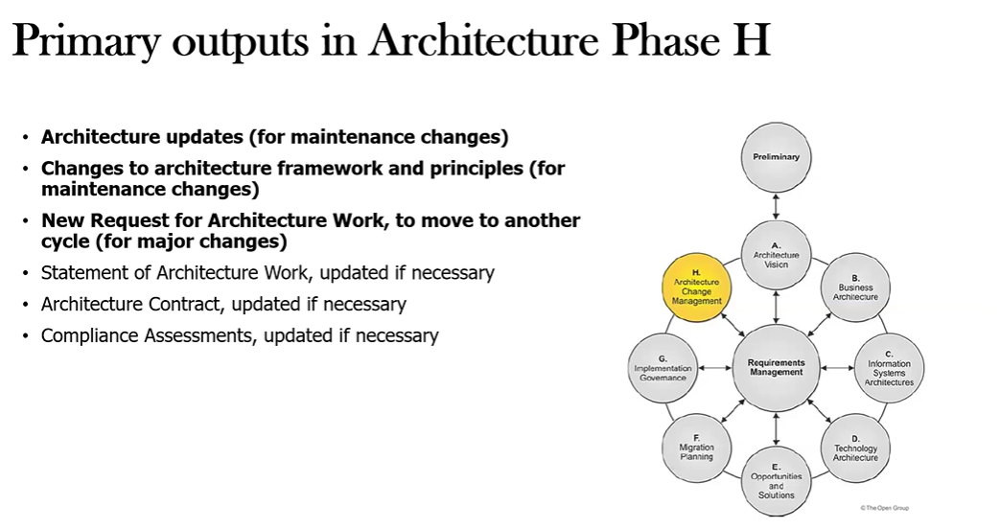 Primary outputs in Architecture Phase H
• Architecture updates (for maintenance changes)
• Changes to architecture framework and principles (for
maintenance changes)
• New Request for Architecture Work, to move to another
cycle (for major changes)
• Statement of Architecture Work, updated if necessary
• Architecture Contract, updated if necessary
• Compliance Assessments, updated if necessary
Preliminary
A.
Architecture
Vision
B.
Business
Architecture
C.
Information
Systems
Architectures
D.
Technology
Architecture
E.
Opportunities
and
Solutions
F.
Migration
Planning
G.
Implementation
Governance
H.
Architecture
Change
Management
Requirements
Management
© The Open Group